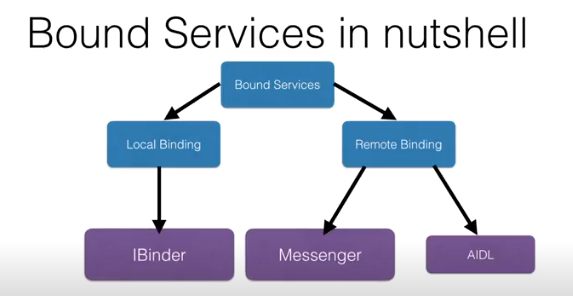 Bound Services in nutshell
Bound Services
Local Binding
Remote Binding
IBinder
Messenger
AIDL